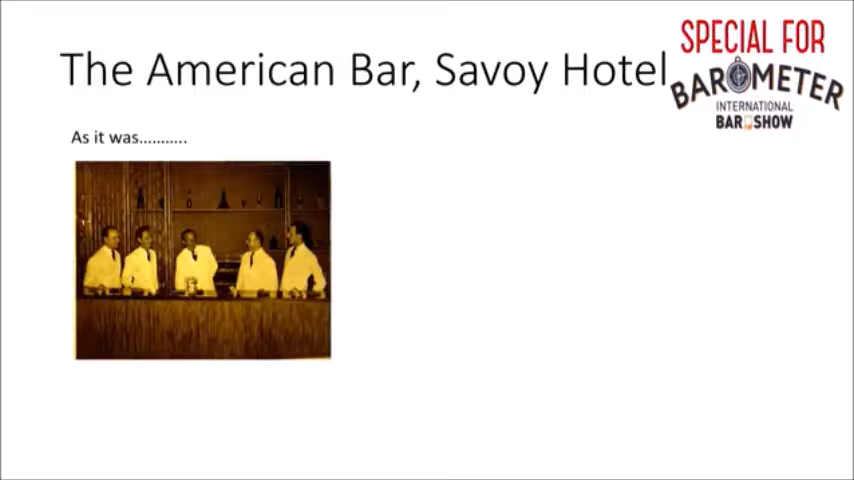 The American Bar, Savoy Hotel
SPECIAL FOR
BAROMETER
INTERNATIONAL
BAR SHOW
As it was...........